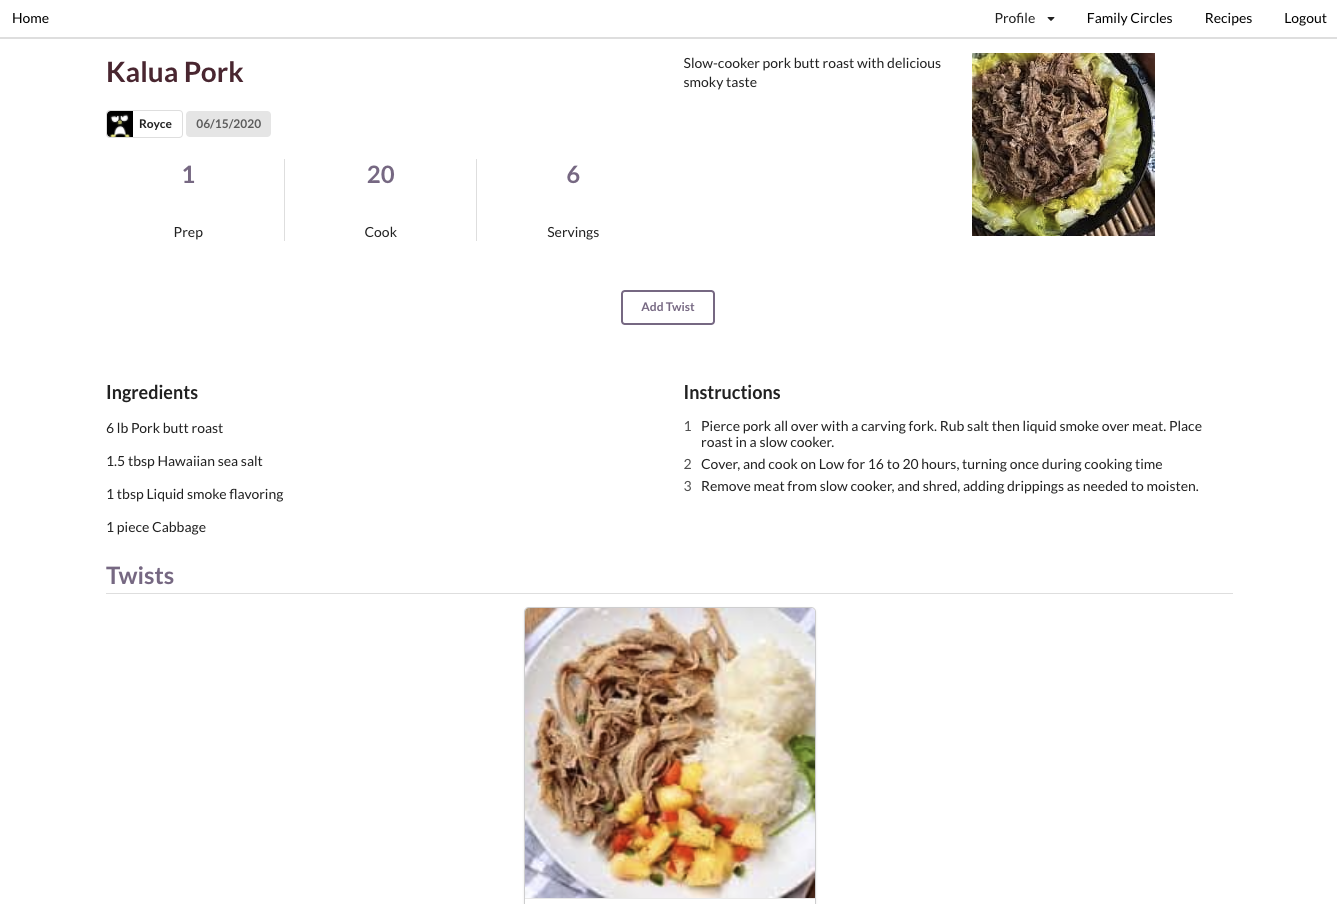 Home
Profile
Family Circles
Recipes
Logout
Kalua Pork
Royce
06/15/2020
1
Prep
20
Cook
6
Servings
Slow-cooker pork butt roast with delicious
smoky taste
Add Twist
Ingredients
6 lb Pork butt roast
1.5 tbsp Hawaiian sea salt
1 tbsp Liquid smoke flavoring
1 piece Cabbage
Instructions
1 Pierce pork all over with a carving fork. Rub salt then liquid smoke over meat. Place
roast in a slow cooker.
2 Cover, and cook on Low for 16 to 20 hours, turning once during cooking time
3 Remove meat from slow cooker, and shred, adding drippings as needed to moisten.
Twists